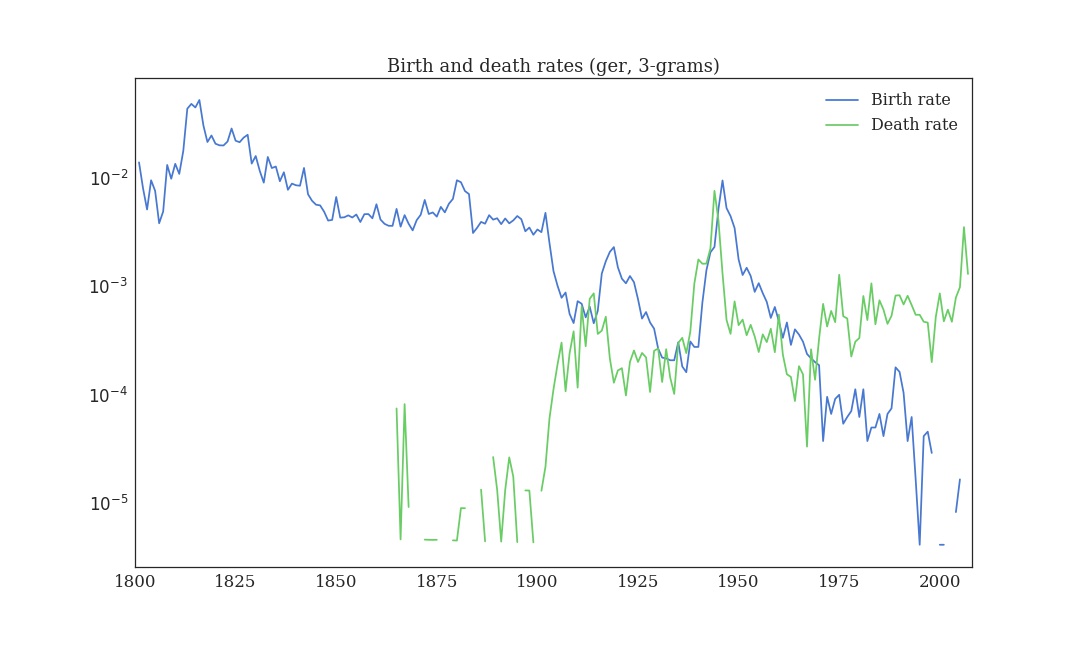 Birth and death rates (ger, 3-grams)
Birth rate
Death rate
10⁻²
10⁻³
10⁻⁴
10⁻⁵
1800 1825 1850 1875 1900 1925 1950 1975 2000